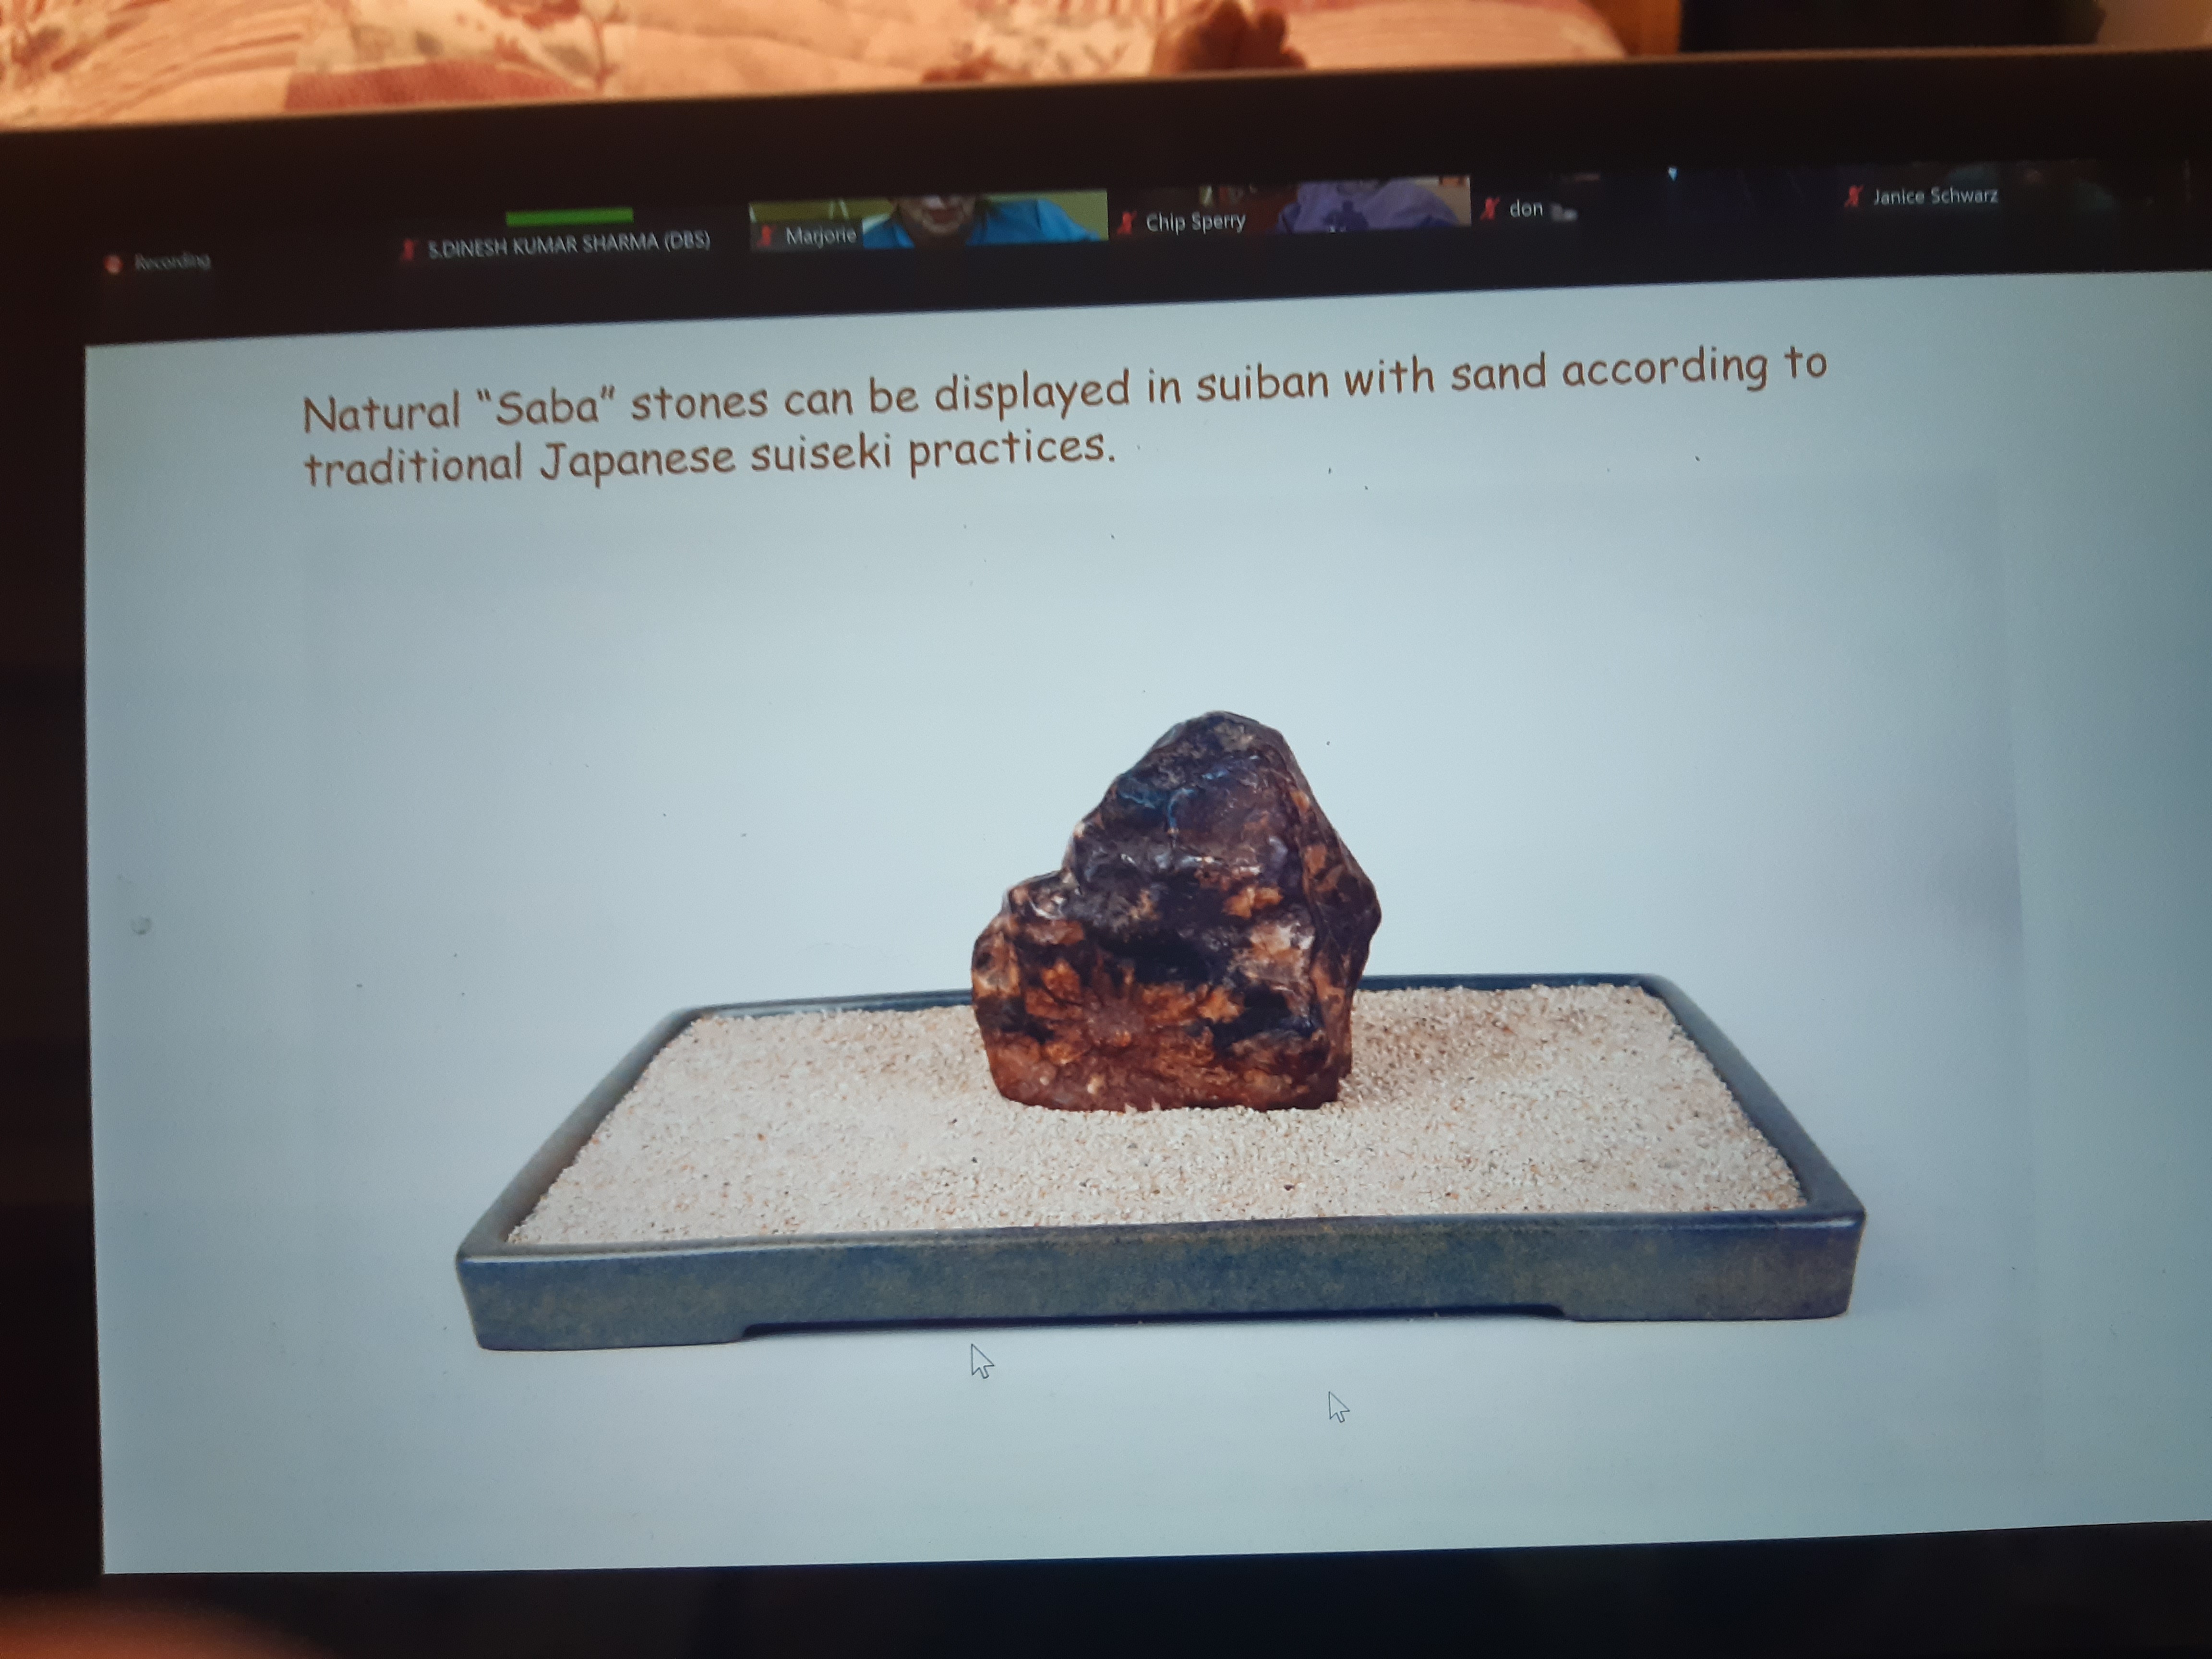 Recording
S.DINESH KUMAR SHARMA (DBS)
Marjorie
Chip Sperry
don
Janice Schwarz
Natural “Saba” stones can be displayed in suiban with sand according to
traditional Japanese suiseki practices.